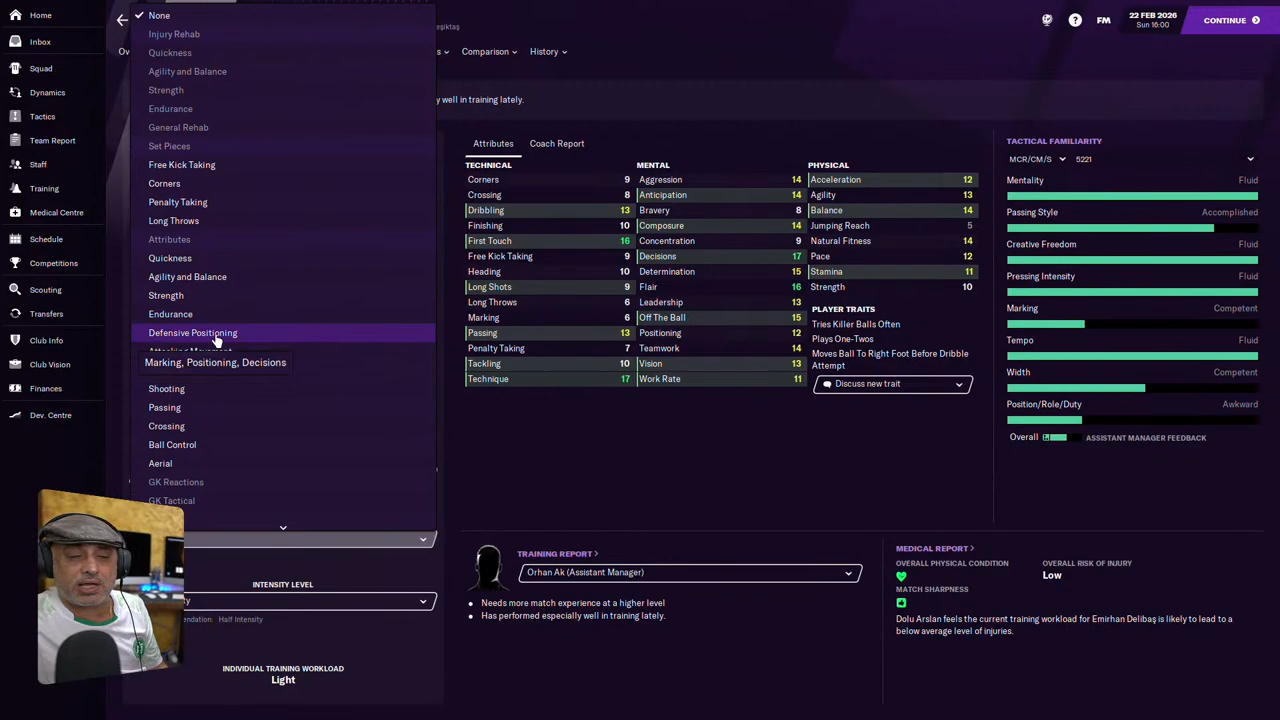 Home
Inbox
Squad
Dynamics
Tactics
Team Report
Staff
Training
Medical Centre
Schedule
Competitions
Scouting
Transfers
Club Info
Club Vision
Finances
Dev. Centre
None
Injury Rehab
Quickness
Agility and Balance
Strength
Endurance
General Rehab
Set Pieces
Free Kick Taking
Corners
Penalty Taking
Long Throws
Attributes
Quickness
Agility and Balance
Strength
Endurance
Defensive Positioning
Attacking Movement
Marking, Positioning, Decisions
Shooting
Passing
Crossing
Ball Control
Aerial
GK Reactions
GK Tactical
INTENSITY LEVEL
Half Intensity
INDIVIDUAL TRAINING WORKLOAD
Light
Comparison
History
FM
22 FEB 2026
Sun 16:00
CONTINUE
y well in training lately.
Attributes Coach Report
TECHNICAL
Corners 9
Crossing 8
Dribbling 13
Finishing 10
First Touch 16
Free Kick Taking 9
Heading 10
Long Shots 9
Long Throws 6
Marking 6
Passing 13
Penalty Taking 7
Tackling 10
Technique 17
MENTAL
Aggression 14
Anticipation 14
Bravery 8
Composure 14
Concentration 9
Decisions 17
Determination 15
Flair 16
Leadership 13
Off The Ball 15
Positioning 12
Teamwork 14
Vision 13
Work Rate 11
PHYSICAL
Acceleration 12
Agility 13
Balance 14
Jumping Reach 5
Natural Fitness 14
Pace 12
Stamina 11
Strength 10
PLAYER TRAITS
Tries Killer Balls Often
Plays One-Twos
Moves Ball To Right Foot Before Dribble
Attempt
Discuss new trait
TACTICAL FAMILIARITY
MCR/CM/S 5221
Mentality Fluid
Passing Style Accomplished
Creative Freedom Fluid
Pressing Intensity Fluid
Marking Competent
Tempo Fluid
Width Competent
Position/Role/Duty Awkward
Overall ASSISTANT MANAGER FEEDBACK
TRAINING REPORT
Orhan Ak (Assistant Manager)
Needs more match experience at a higher level
Has performed especially well in training lately.
MEDICAL REPORT
OVERALL PHYSICAL CONDITION
OVERALL RISK OF INJURY
Low
MATCH SHARPNESS
Dolu Arslan feels the current training workload for Emirhan Delibaş is likely to lead to a
below average level of injuries.